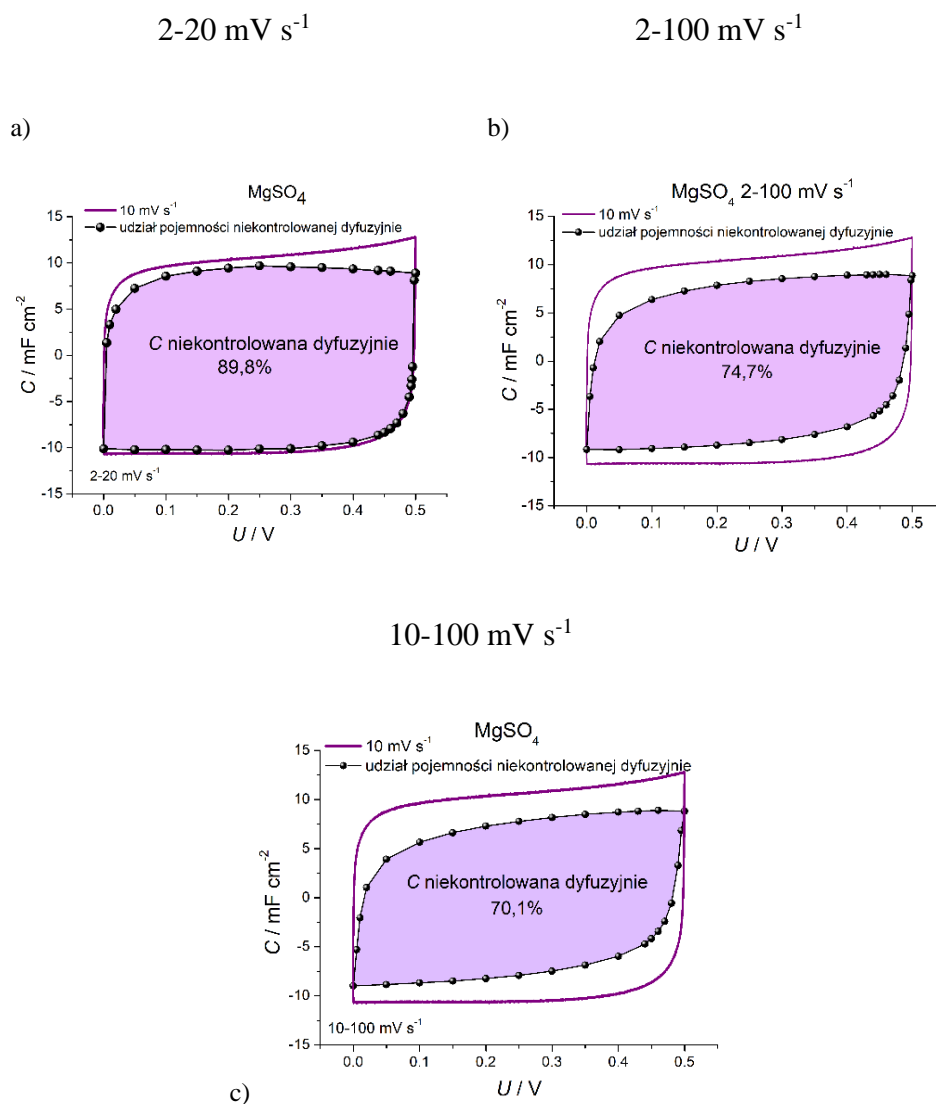 2-20 mV s⁻¹
2-100 mV s⁻¹
a)
b)
MgSO₄
10 mV s⁻¹
udział pojemności niekontrolowanej dyfuzyjnie
15
10
5
0
-5
-10
-15
C / mF cm⁻²
C niekontrolowana dyfuzyjnie
89,8%
2-20 mV s⁻¹
0.0 0.1 0.2 0.3 0.4 0.5
U / V
MgSO₄ 2-100 mV s⁻¹
10 mV s⁻¹
udział pojemności niekontrolowanej dyfuzyjnie
15
10
5
0
-5
-10
-15
C / mF cm⁻²
C niekontrolowana dyfuzyjnie
74,7%
0.0 0.1 0.2 0.3 0.4 0.5
U / V
10-100 mV s⁻¹
MgSO₄
10 mV s⁻¹
udział pojemności niekontrolowanej dyfuzyjnie
15
10
5
0
-5
-10
-15
C / mF cm⁻²
C niekontrolowana dyfuzyjnie
70,1%
10-100 mV s⁻¹
0.0 0.1 0.2 0.3 0.4 0.5
U / V
c)